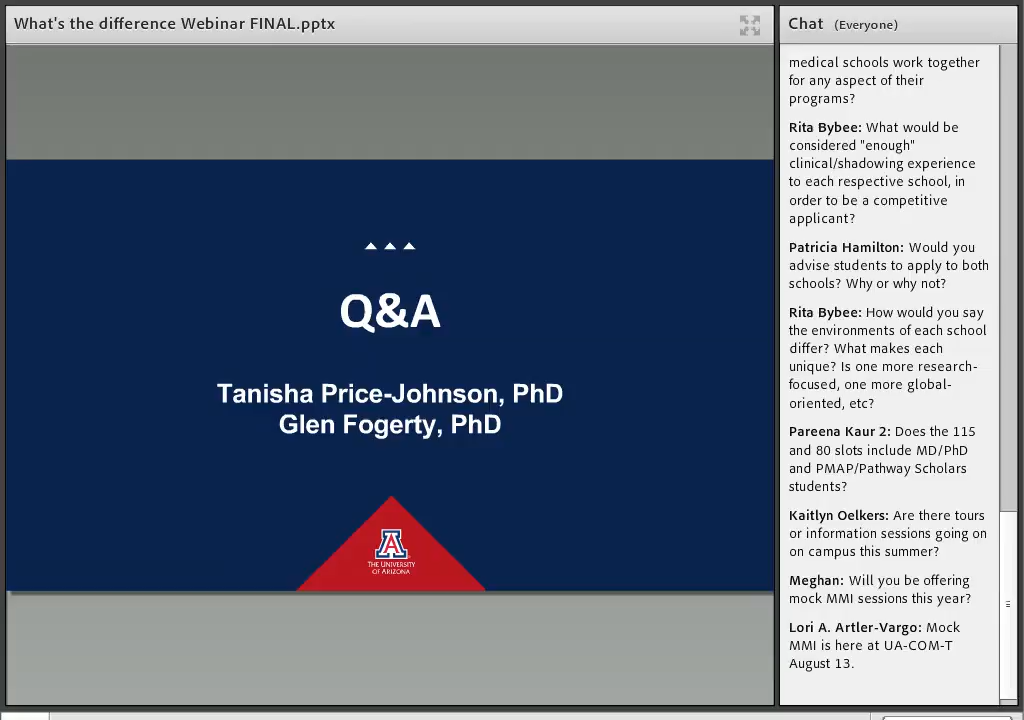 What's the difference Webinar FINAL.pptx
Q&A
Tanisha Price-Johnson, PhD
Glen Fogerty, PhD
A
THE UNIVERSITY
OF ARIZONA
Chat (Everyone)
medical schools work together
for any aspect of their
programs?
Rita Bybee: What would be
considered "enough"
clinical/shadowing experience
to each respective school, in
order to be a competitive
applicant?
Patricia Hamilton: Would you
advise students to apply to both
schools? Why or why not?
Rita Bybee: How would you say
the environments of each school
differ? What makes each
unique? Is one more research-
focused, one more global-
oriented, etc?
Pareena Kaur 2: Does the 115
and 80 slots include MD/PhD
and PMAP/Pathway Scholars
students?
Kaitlyn Oelkers: Are there tours
or information sessions going on
on campus this summer?
Meghan: Will you be offering
mock MMI sessions this year?
Lori A. Artler-Vargo: Mock
MMI is here at UA-COM-T
August 13.